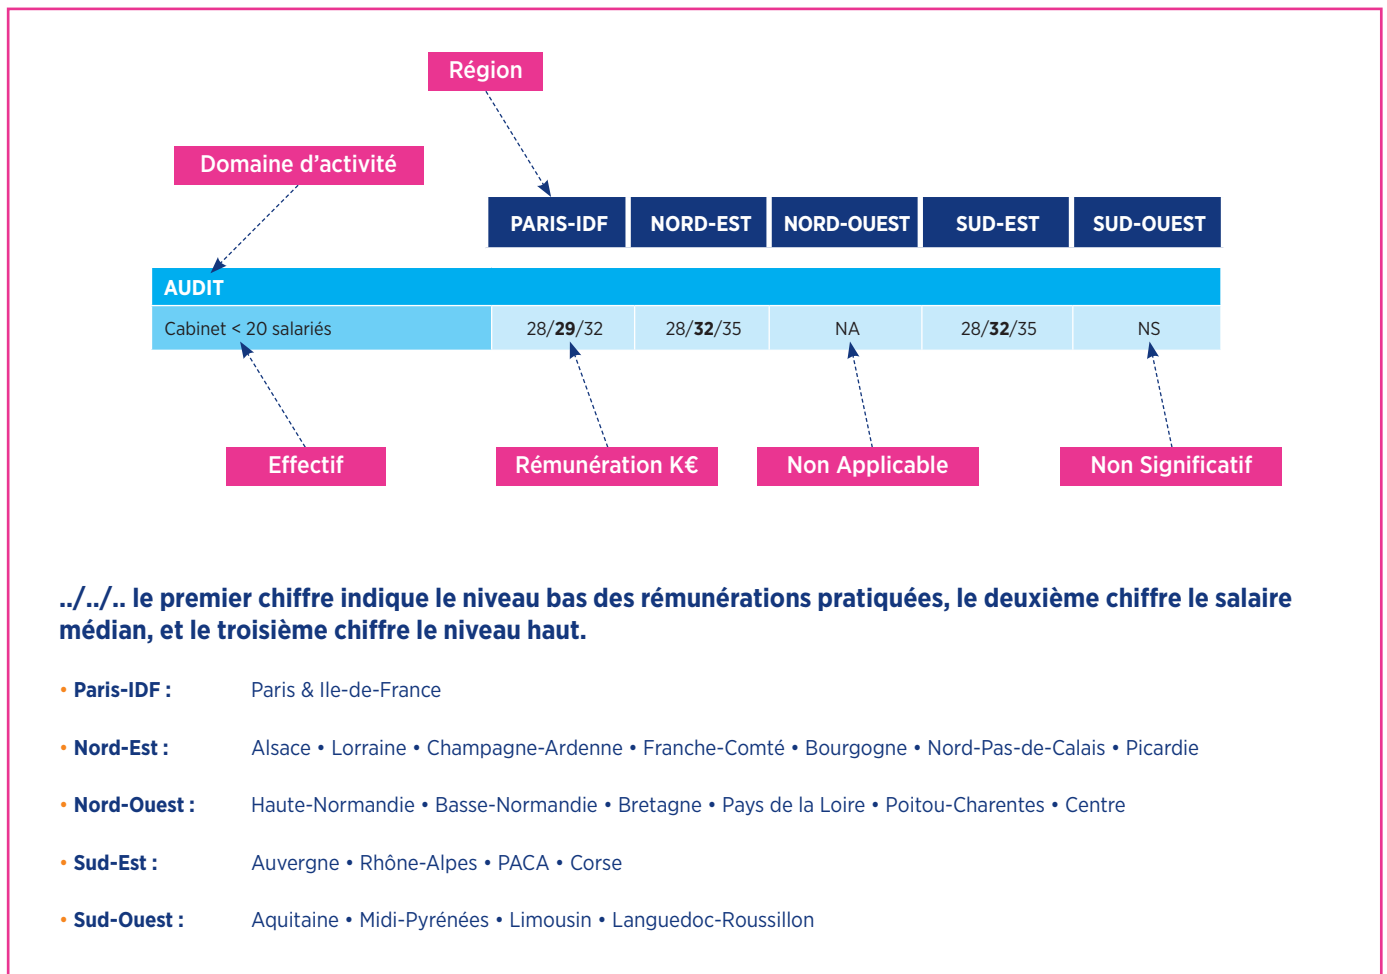 Région
Domaine d'activité
PARIS-IDF NORD-EST NORD-OUEST SUD-EST SUD-OUEST
AUDIT
Cabinet < 20 salariés 28/29/32 28/32/35 NA 28/32/35 NS
Effectif Rémunération K€ Non Applicable Non Significatif
../../.. le premier chiffre indique le niveau bas des rémunérations pratiquées, le deuxième chiffre le salaire
médian, et le troisième chiffre le niveau haut.
• Paris-IDF : Paris & Ile-de-France
• Nord-Est : Alsace • Lorraine • Champagne-Ardenne • Franche-Comté • Bourgogne • Nord-Pas-de-Calais • Picardie
• Nord-Ouest : Haute-Normandie • Basse-Normandie • Bretagne • Pays de la Loire • Poitou-Charentes • Centre
• Sud-Est : Auvergne • Rhône-Alpes • PACA • Corse
• Sud-Ouest : Aquitaine • Midi-Pyrénées • Limousin • Languedoc-Roussillon